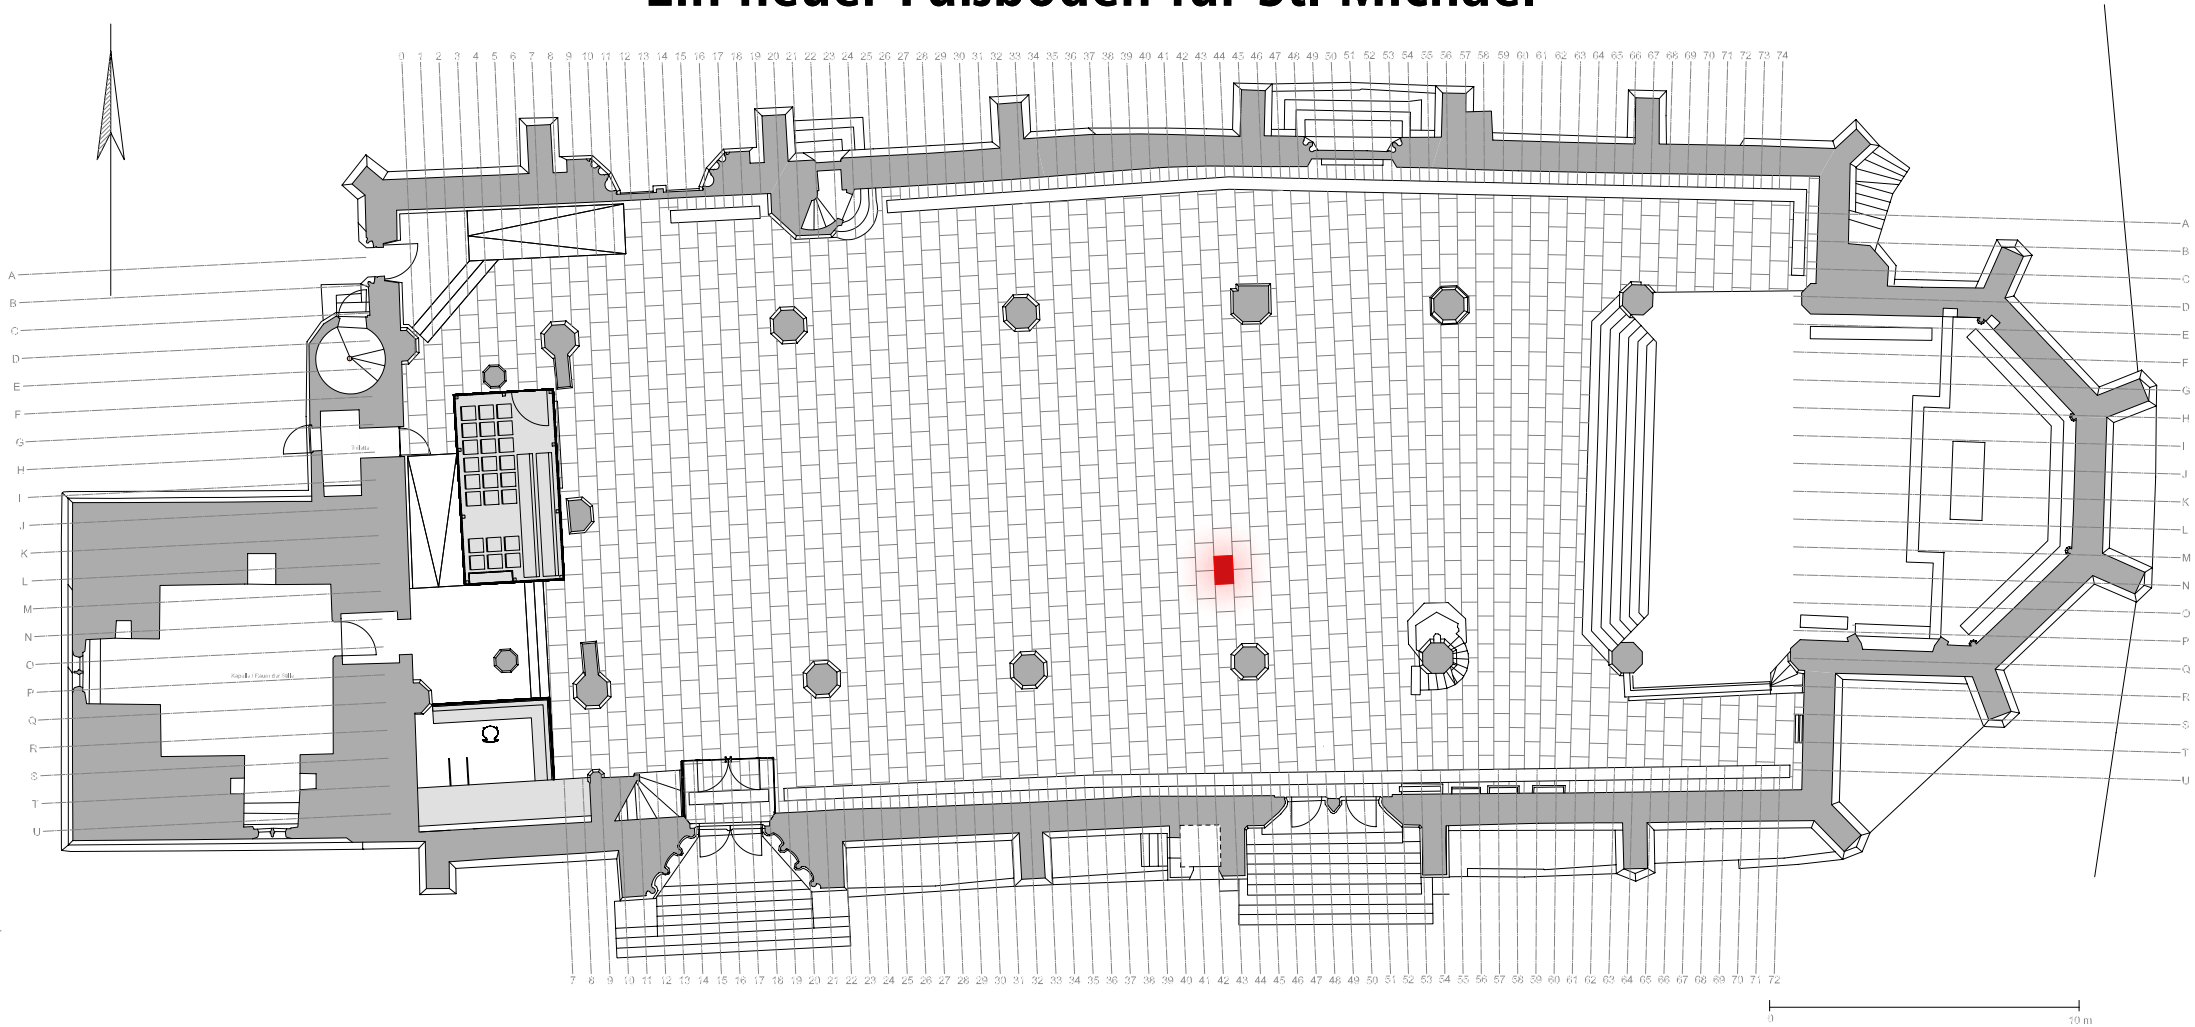 Ein neuer Fußboden für St. Michael
0 1 2 3 4 5 6 7 8 9 10 11 12 13 14 15 16 17 18 19 20 21 22 23 24 25 26 27 28 29 30 31 32 33 34 35 36 37 38 39 40 41 42 43 44 45 46 47 48 49 50 51 52 53 54 55 56 57 58 59 60 61 62 63 64 65 66 67 68 69 70 71 72 73 74
A A
B B
C C
D D
E E
F F
G G
H H
I I
J J
K K
L L
M M
N N
O O
P P
Q Q
R R
S S
T T
U U
Kapelle / Raum der Stille
7 8 9 10 11 12 13 14 15 16 17 18 19 20 21 22 23 24 25 26 27 28 29 30 31 32 33 34 35 36 37 38 39 40 41 42 43 44 45 46 47 48 49 50 51 52 53 54 55 56 57 58 59 60 61 62 63 64 65 66 67 68 69 70 71 72
0 10 m